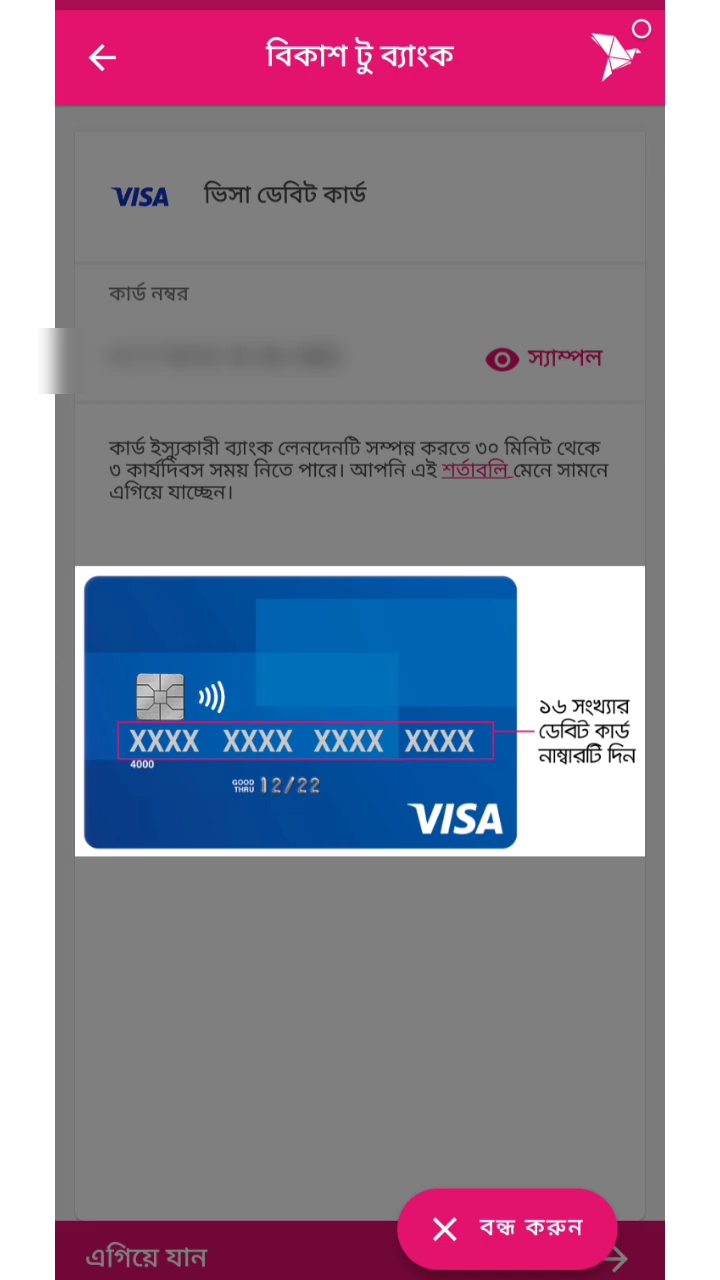 বিকাশ টু ব্যাংক
VISA ভিসা ডেবিট কার্ড
কার্ড নম্বর
স্যাম্পল
কার্ড ইস্যুকারী ব্যাংক লেনদেনটি সম্পন্ন করতে ৩০ মিনিট থেকে
৩ কার্যদিবস সময় নিতে পারে। আপনি এই শর্তাবলি মেনে সামনে
এগিয়ে যাচ্ছেন।
XXXX XXXX XXXX XXXX
4000
GOOD THRU 12/22
VISA
১৬ সংখ্যার
ডেবিট কার্ড
নাম্বারটি দিন
বন্ধ করুন
এগিয়ে যান